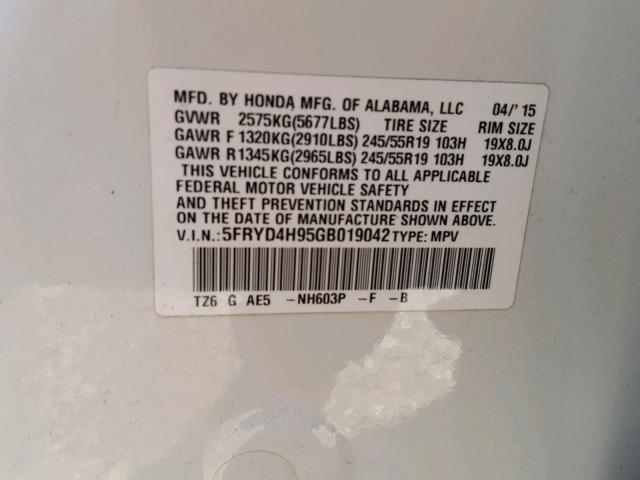 MFD. BY HONDA MFG. OF ALABAMA, LLC 04/'15
GVWR 2575KG(5677LBS) TIRE SIZE RIM SIZE
GAWR F 1320KG(2910LBS) 245/55R19 103H 19X8.0J
GAWR R 1345KG(2965LBS) 245/55R19 103H 19X8.0J
THIS VEHICLE CONFORMS TO ALL APPLICABLE
FEDERAL MOTOR VEHICLE SAFETY
AND THEFT PREVENTION STANDARDS IN EFFECT
ON THE DATE OF MANUFACTURE SHOWN ABOVE.
V.I.N.:5FRYD4H95GB019042 TYPE: MPV
TZ6 G AE5 -NH603P -F -B